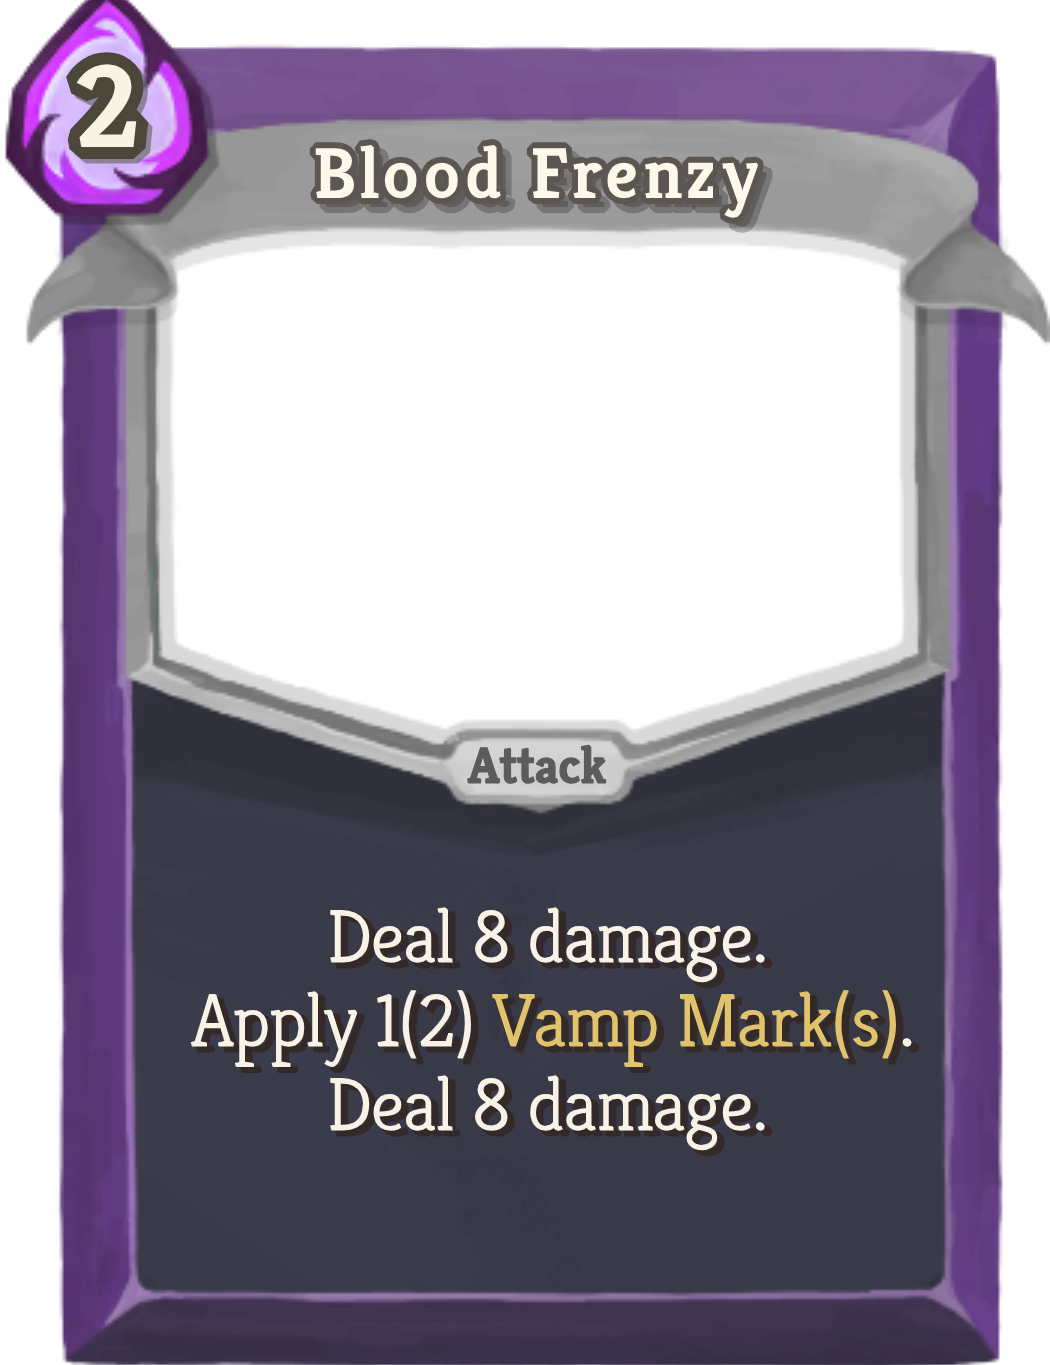 2
Blood Frenzy
Attack
Deal 8 damage.
Apply 1(2) Vamp Mark(s).
Deal 8 damage.